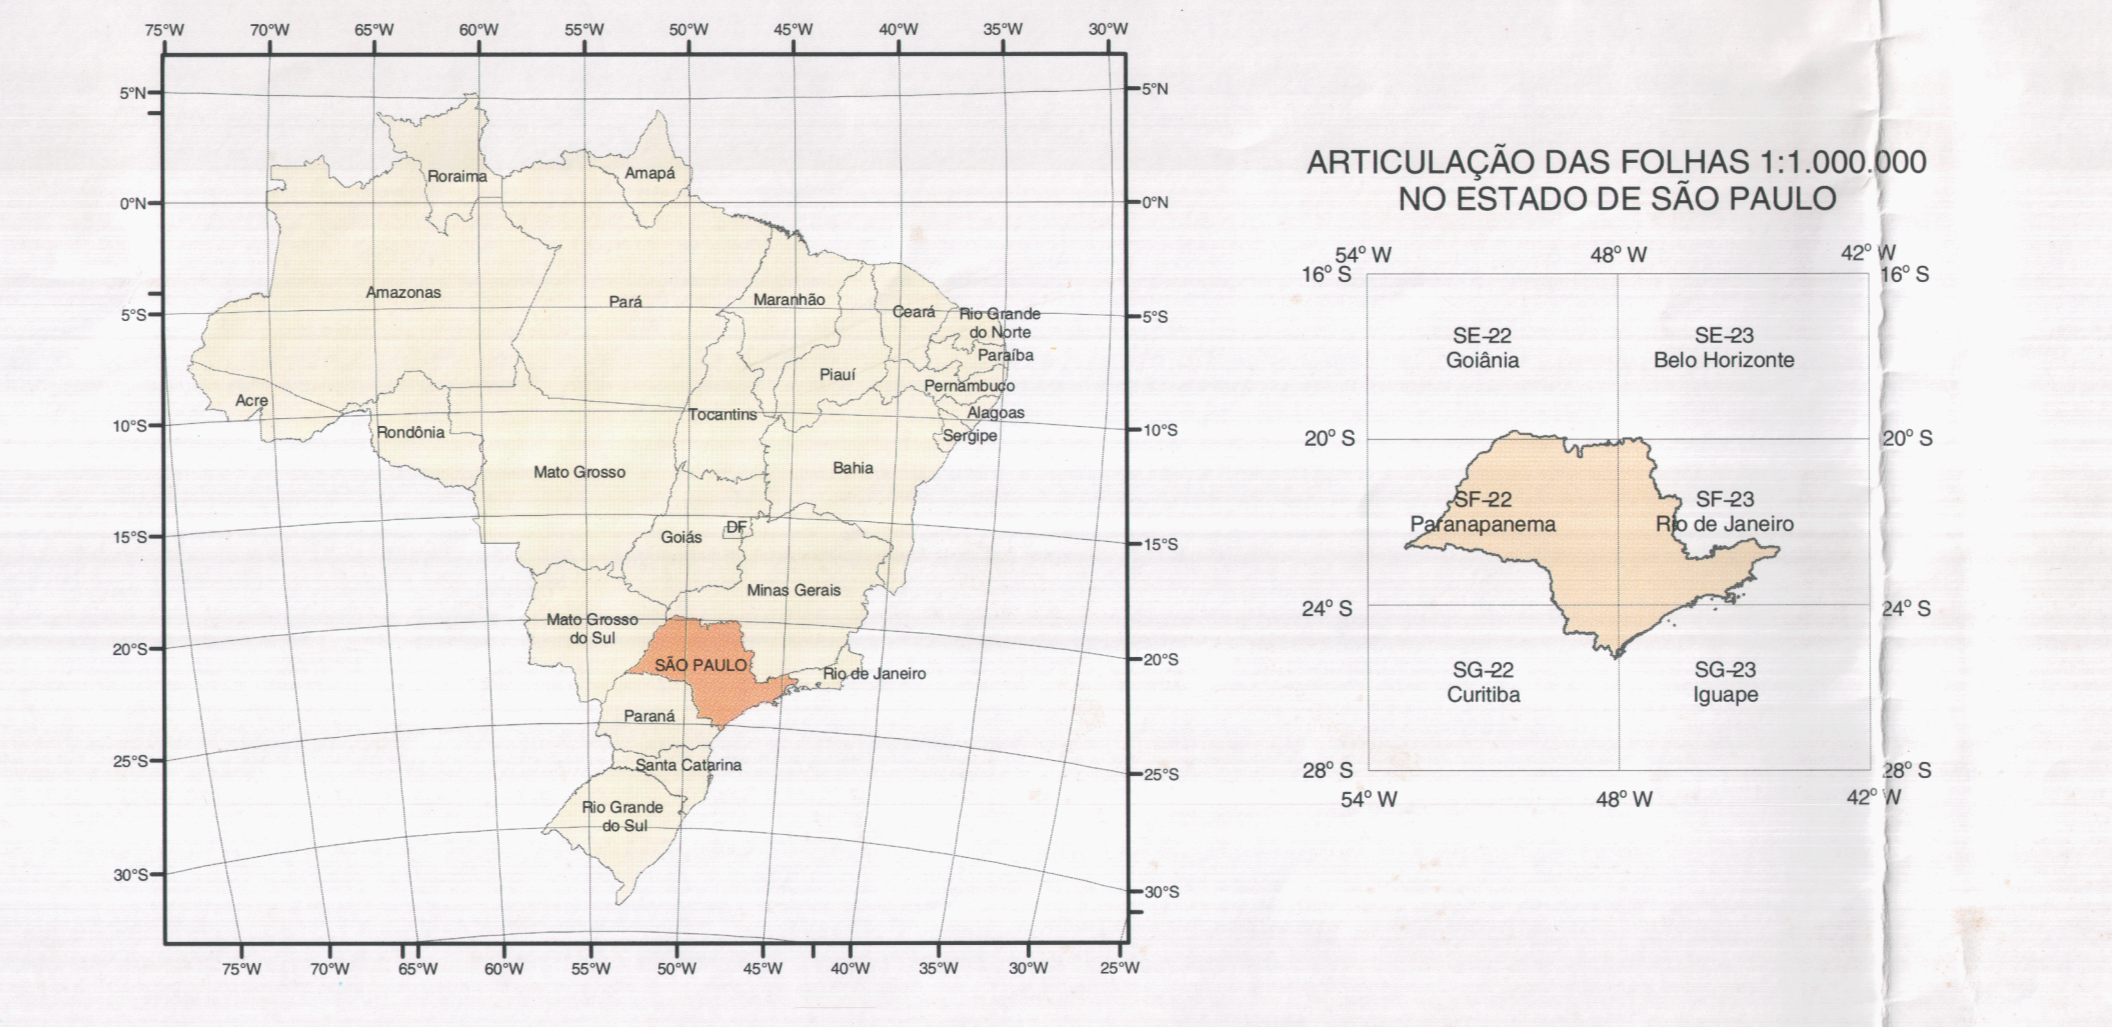 75°W 70°W 65°W 60°W 55°W 50°W 45°W 40°W 35°W 30°W
5°N
0°N
5°S
10°S
15°S
20°S
25°S
30°S
Roraima
Amapá
Amazonas
Pará
Maranhão
Ceará
Rio Grande
do Norte
Paraíba
Piauí
Pernambuco
Acre
Tocantins
Alagoas
Rondônia
Sergipe
Mato Grosso
Bahia
DF
Goiás
Minas Gerais
Mato Grosso
do Sul
SÃO PAULO
Rio de Janeiro
Paraná
Santa Catarina
Rio Grande
do Sul
5°N
0°N
5°S
10°S
15°S
20°S
25°S
30°S
75°W 70°W 65°W 60°W 55°W 50°W 45°W 40°W 35°W 30°W 25°W
ARTICULAÇÃO DAS FOLHAS 1:1.000.000
NO ESTADO DE SÃO PAULO
54° W 48° W 42° W
16° S 16° S
SE-22
Goiânia
SE-23
Belo Horizonte
20° S 20° S
SF-22
Paranapanema
SF-23
Rio de Janeiro
24° S 24° S
SG-22
Curitiba
SG-23
Iguape
28° S 28° S
54° W 48° W 42° W